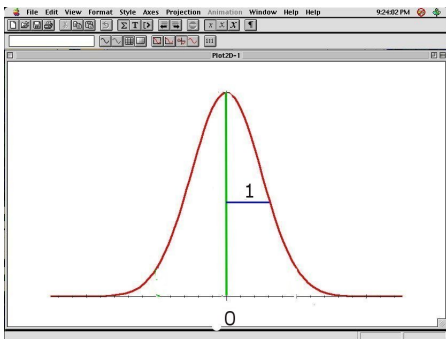 File Edit View Format Style Axes Projection Animation Window Help Help 9:24:02 PM
Σ T x x X ¶
Plot2D-1
1
0